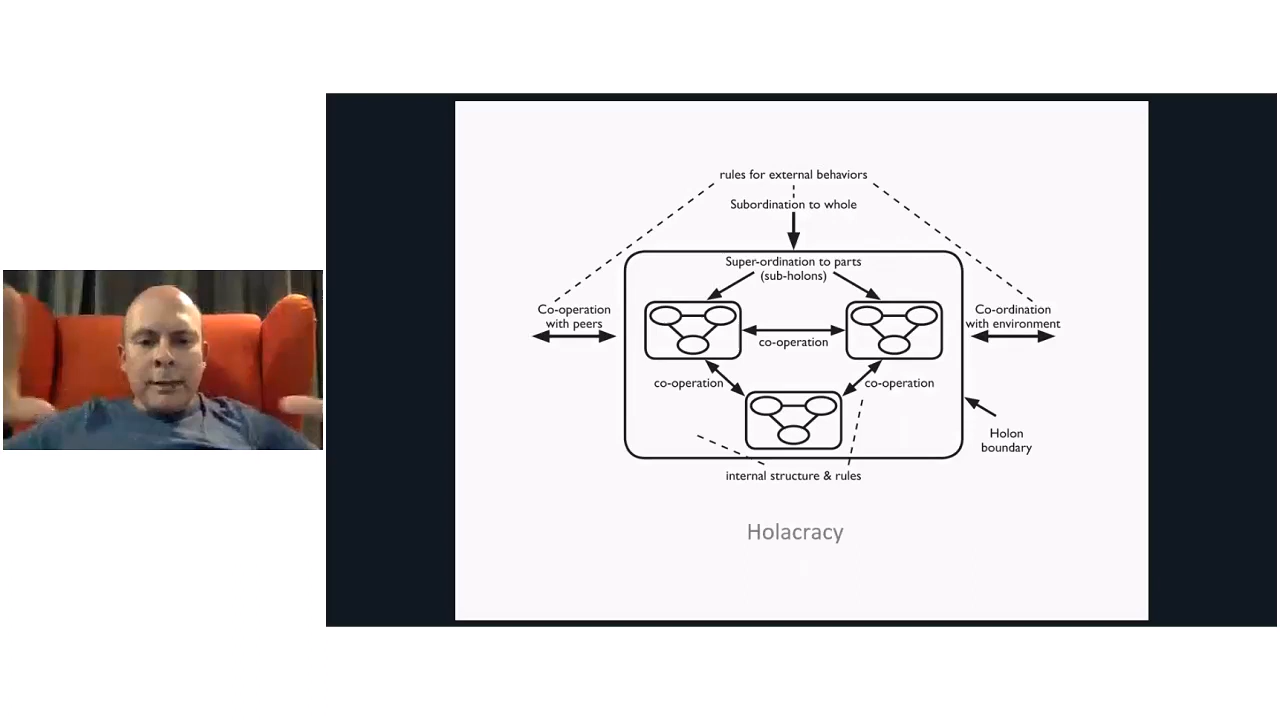 rules for external behaviors
Subordination to whole
Super-ordination to parts
(sub-holons)
Co-operation
with peers
Co-ordination
with environment
co-operation
co-operation
co-operation
Holon
boundary
internal structure & rules
Holacracy